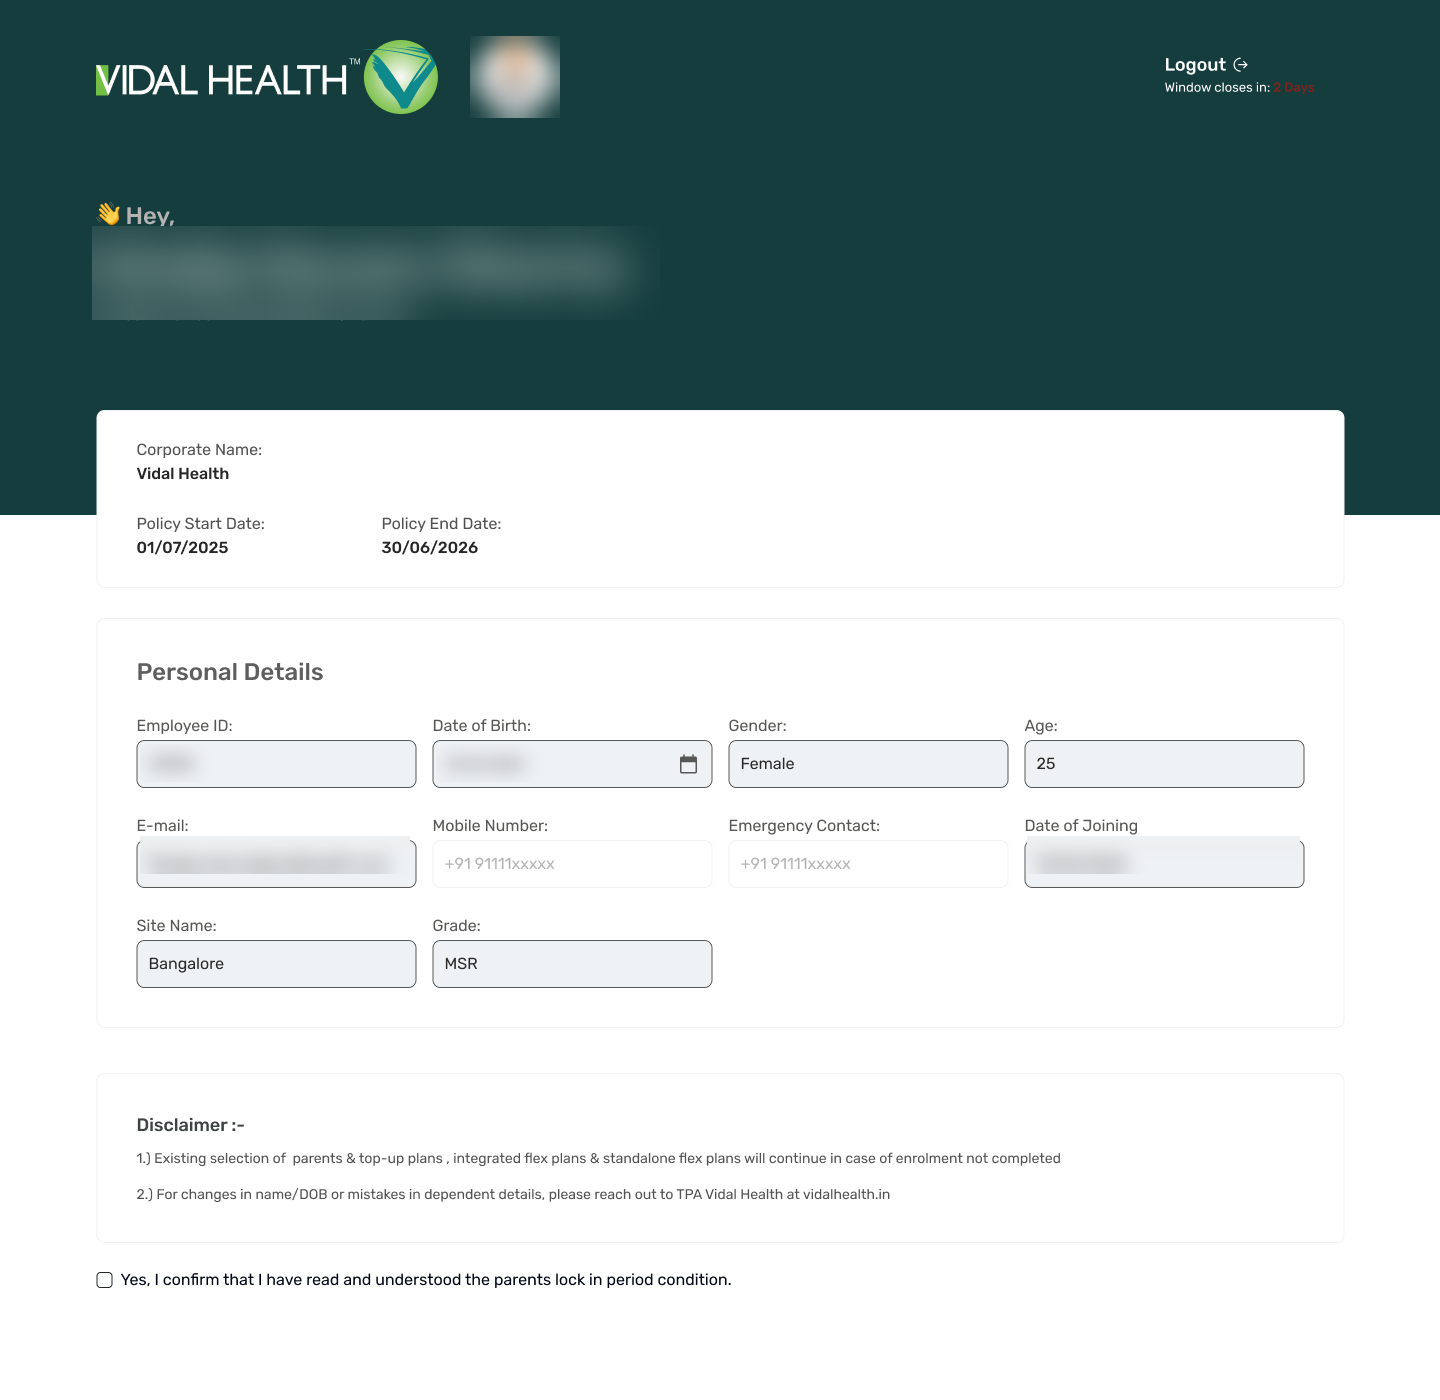 VIDAL HEALTH™
Logout
Window closes in: 2 Days
👋 Hey,
Corporate Name:
Vidal Health
Policy Start Date: Policy End Date:
01/07/2025 30/06/2026
Personal Details
Employee ID: Date of Birth: Gender: Age:
Female 25
E-mail: Mobile Number: Emergency Contact: Date of Joining
+91 91111xxxxx +91 91111xxxxx
Site Name: Grade:
Bangalore MSR
Disclaimer :-
1.) Existing selection of  parents & top-up plans , integrated flex plans & standalone flex plans will continue in case of enrolment not completed
2.) For changes in name/DOB or mistakes in dependent details, please reach out to TPA Vidal Health at vidalhealth.in
Yes, I confirm that I have read and understood the parents lock in period condition.